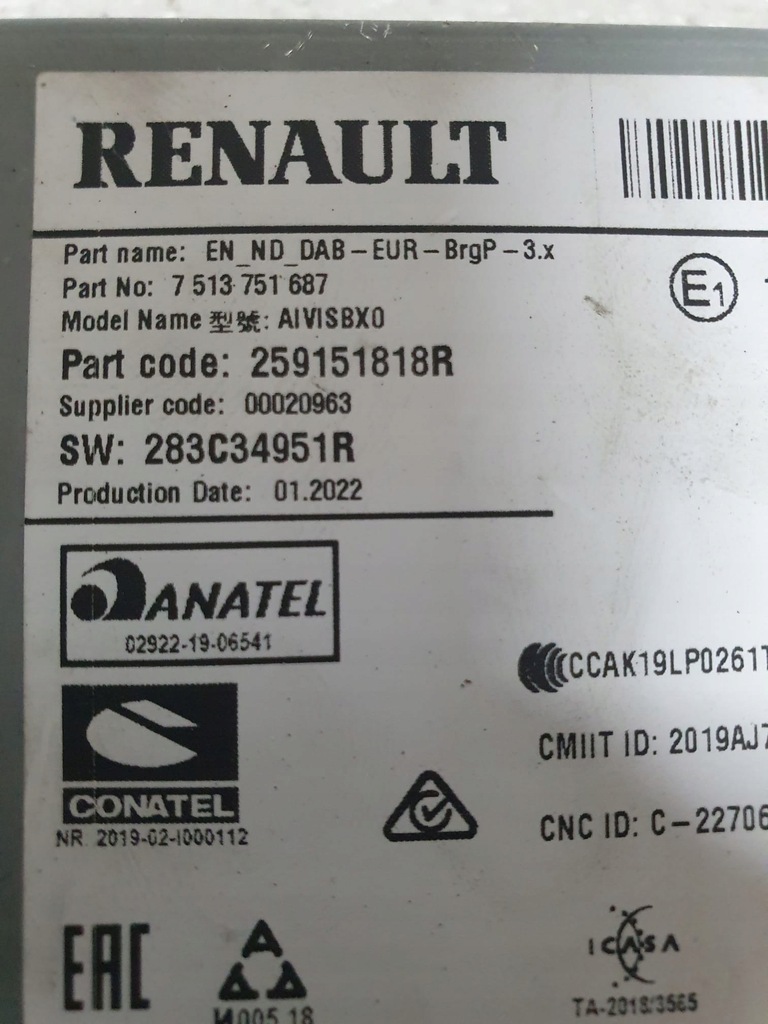 RENAULT
Part name: EN_ND_DAB-EUR-BrgP-3.x
Part No: 7 513 751 687
E1
Model Name 型號: AIVISBX0
Part code: 259151818R
Supplier code: 00020963
SW: 283C34951R
Production Date: 01.2022
ANATEL
02922-19-06541
CCAK19LP0261T
CMIIT ID: 2019AJ7
CONATEL
NR 2019-02-I000112
CNC ID: C-22706
EAC
ICASA
И005 18
TA-2018/3565